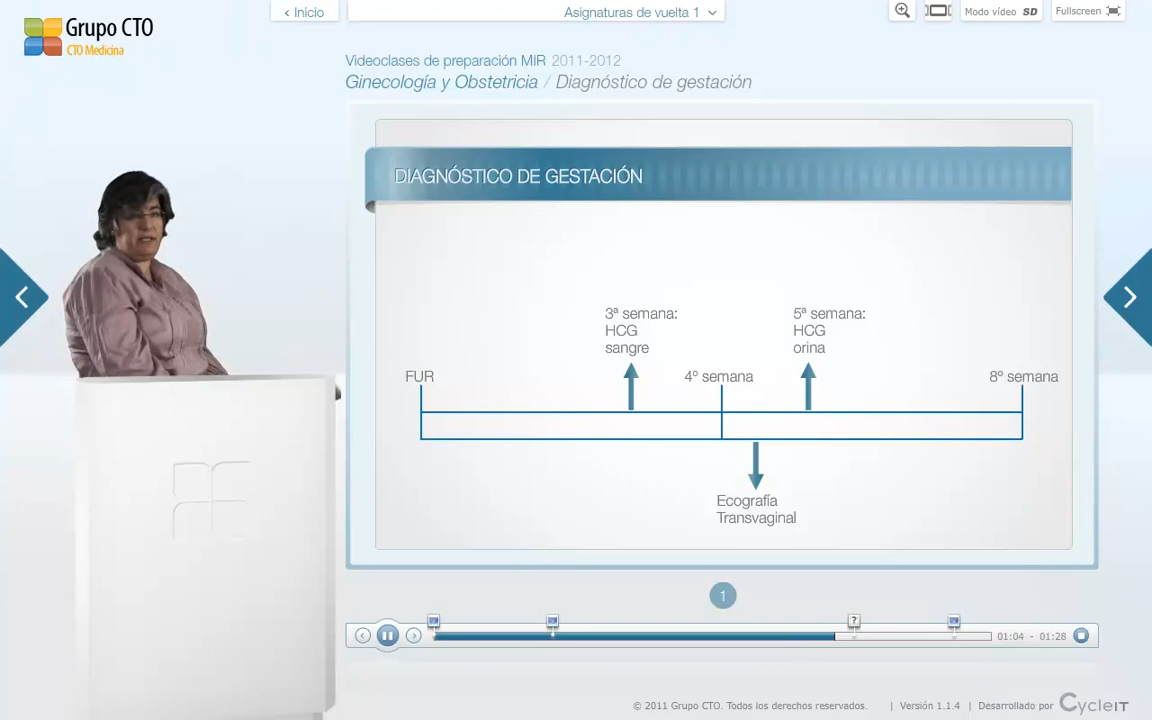 Grupo CTO
CTO Medicina
‹ Inicio
Asignaturas de vuelta 1
Modo vídeo SD
Fullscreen
Videoclases de preparación MIR 2011-2012
Ginecología y Obstetricia / Diagnóstico de gestación
DIAGNÓSTICO DE GESTACIÓN
3ª semana:
HCG
sangre
5ª semana:
HCG
orina
FUR
4º semana
8º semana
Ecografía
Transvaginal
1
?
01:04 - 01:28
© 2011 Grupo CTO. Todos los derechos reservados. | Versión 1.1.4 | Desarrollado por CycleIT